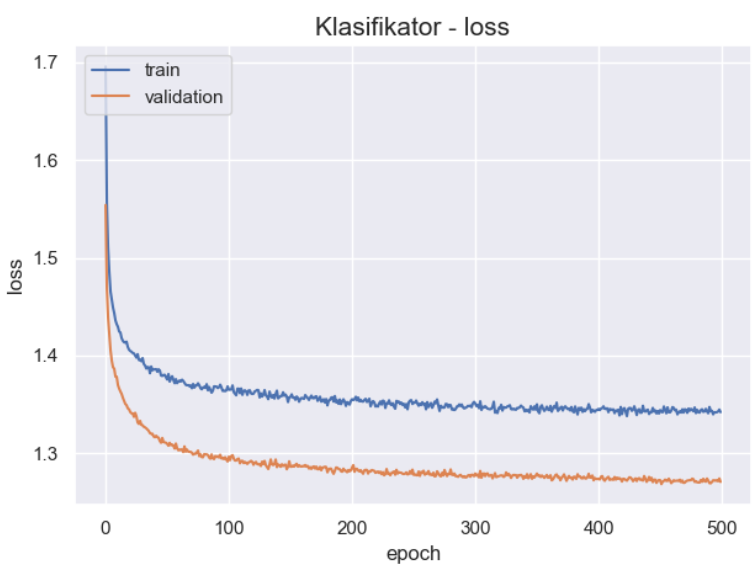 Klasifikator - loss
train
validation
1.7
1.6
1.5
1.4
1.3
loss
0 100 200 300 400 500
epoch